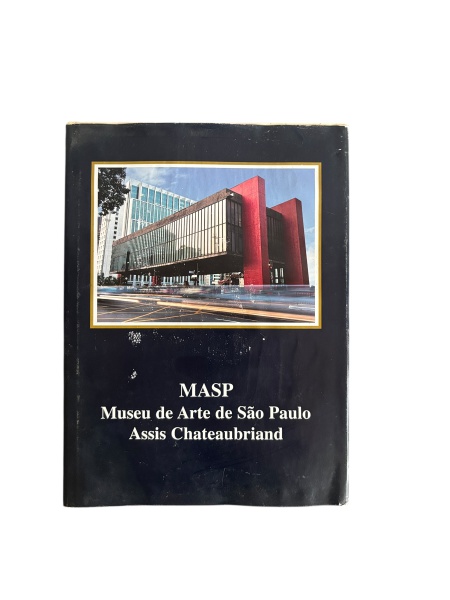 MASP
Museu de Arte de São Paulo
Assis Chateaubriand